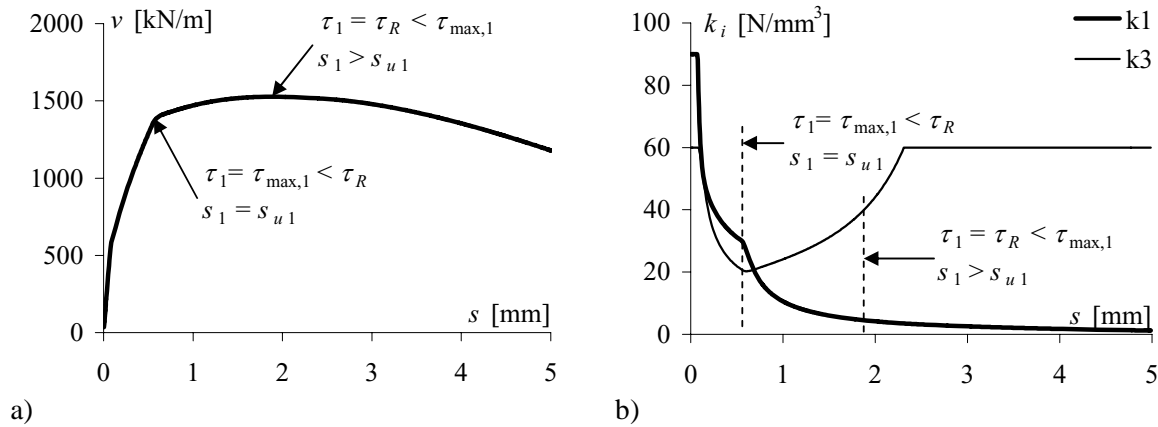 v [kN/m]
2000
1500
1000
500
0
0 1 2 3 4 5
s [mm]
τ1 = τR < τmax,1
s1 > su1
τ1 = τmax,1 < τR
s1 = su1
a)
ki [N/mm³]
100
80
60
40
20
0
0 1 2 3 4 5
s [mm]
k1
k3
τ1 = τmax,1 < τR
s1 = su1
τ1 = τR < τmax,1
s1 > su1
b)